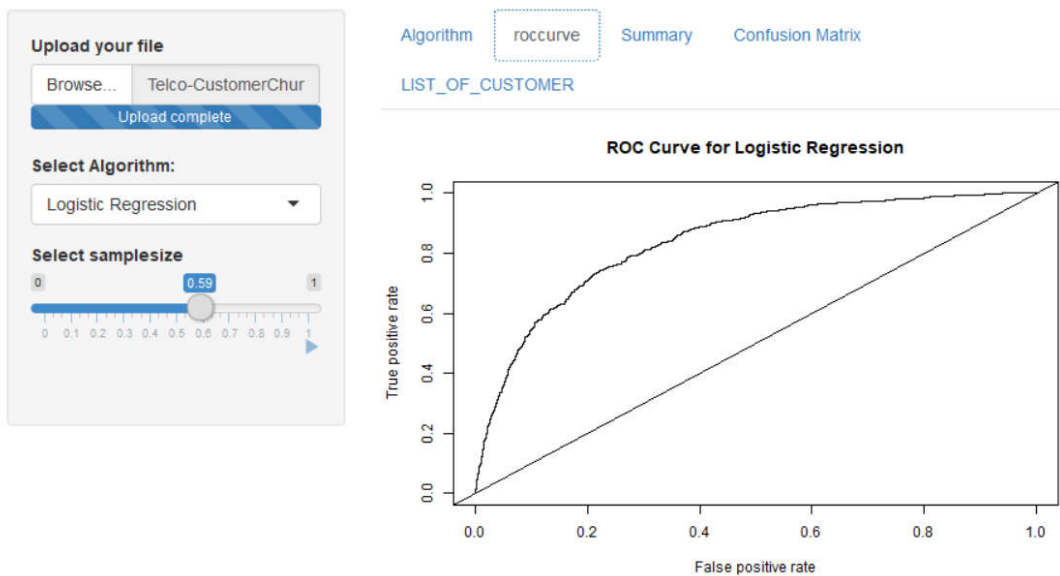 Upload your file
Browse... Telco-CustomerChur
Upload complete
Select Algorithm:
Logistic Regression
Select samplesize
0 0.59 1
0 0.1 0.2 0.3 0.4 0.5 0.6 0.7 0.8 0.9 1
Algorithm roccurve Summary Confusion Matrix
LIST_OF_CUSTOMER
ROC Curve for Logistic Regression
True positive rate
1.0
0.8
0.6
0.4
0.2
0.0
0.0 0.2 0.4 0.6 0.8 1.0
False positive rate